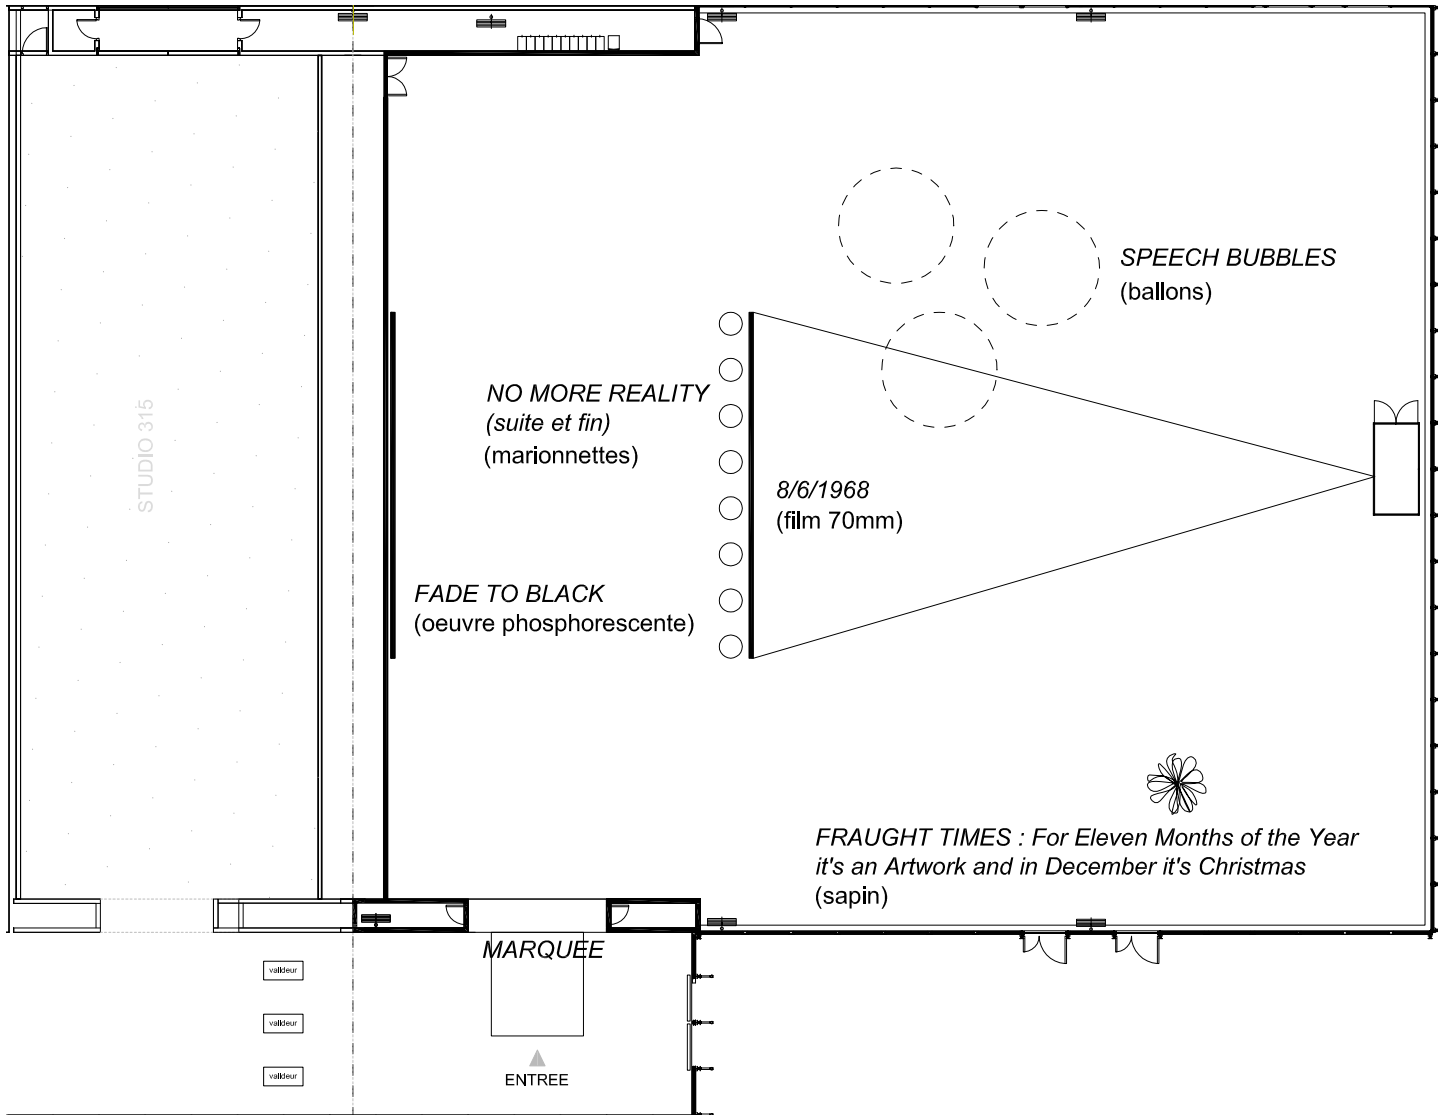 SPEECH BUBBLES
(ballons)
NO MORE REALITY
(suite et fin)
(marionnettes)
STUDIO 315
8/6/1968
(film 70mm)
FADE TO BLACK
(oeuvre phosphorescente)
FRAUGHT TIMES : For Eleven Months of the Year
it's an Artwork and in December it's Christmas
(sapin)
MARQUEE
valideur
valideur
valideur
ENTREE